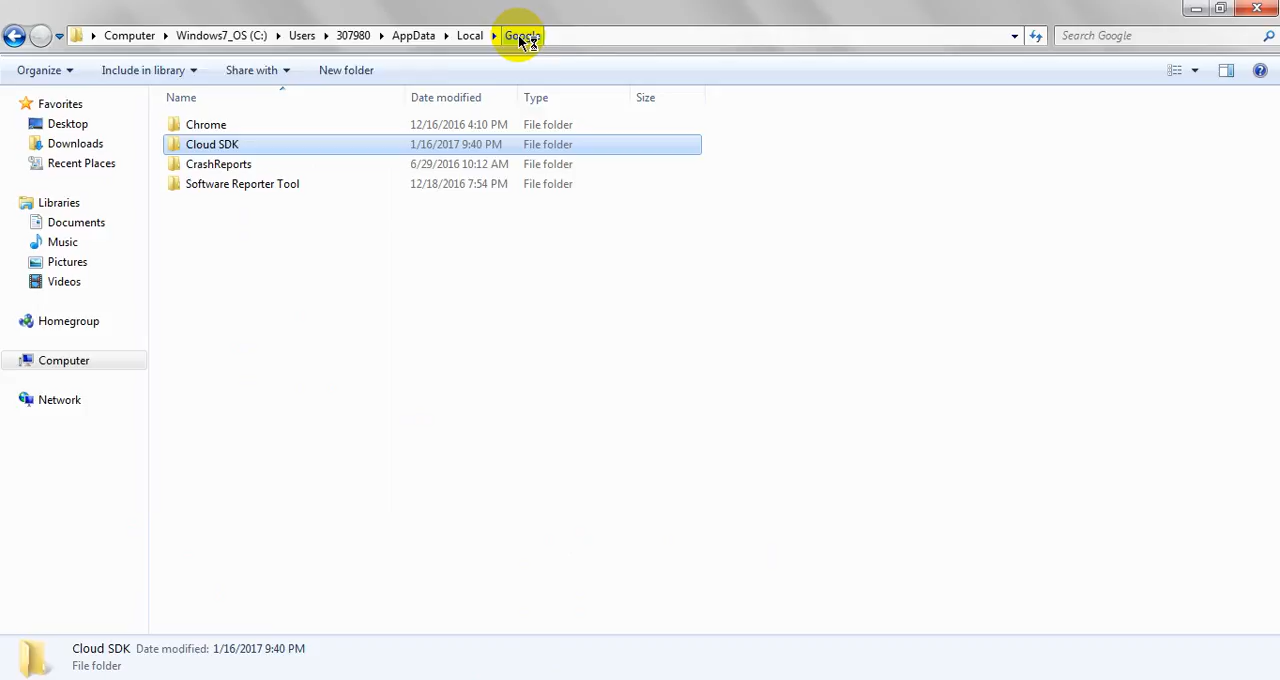 Computer Windows7_OS (C:) Users 307980 AppData Local Google Search Google
Organize Include in library Share with New folder
Name Date modified Type Size
Favorites
Desktop
Downloads
Recent Places
Libraries
Documents
Music
Pictures
Videos
Homegroup
Computer
Network
Chrome 12/16/2016 4:10 PM File folder
Cloud SDK 1/16/2017 9:40 PM File folder
CrashReports 6/29/2016 10:12 AM File folder
Software Reporter Tool 12/18/2016 7:54 PM File folder
Cloud SDK Date modified: 1/16/2017 9:40 PM
File folder